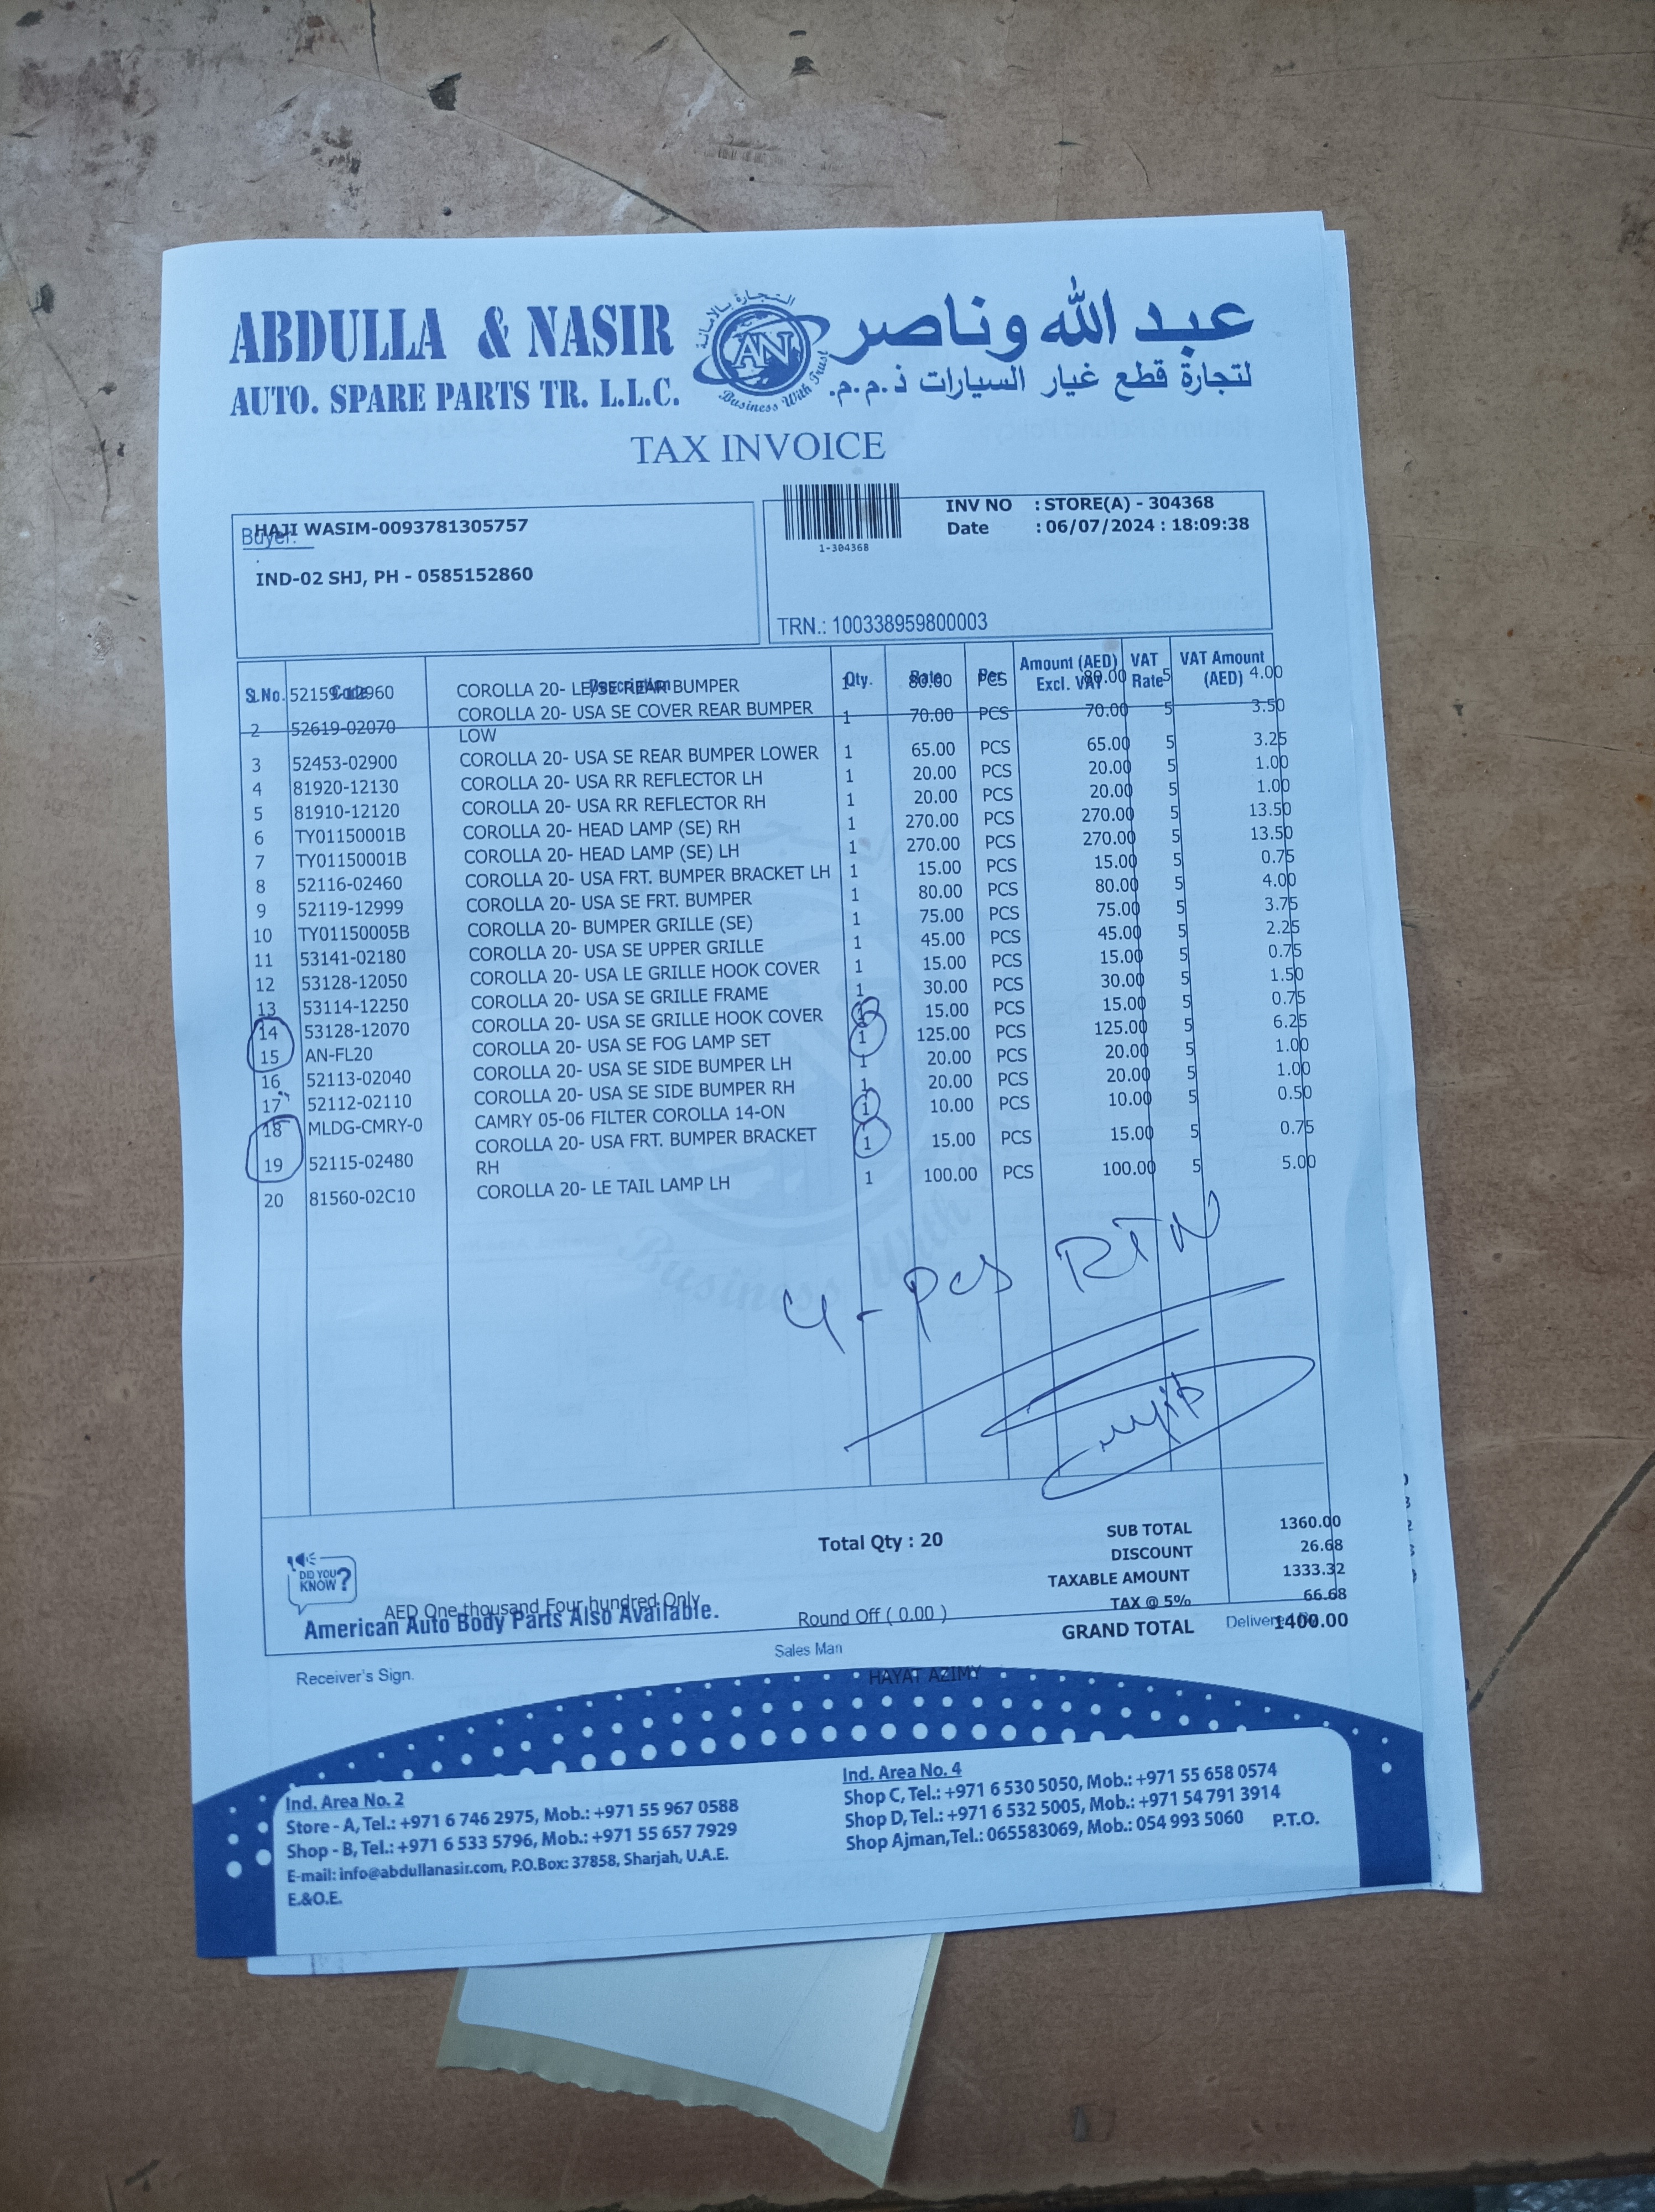 ABDULLA & NASIR
AUTO. SPARE PARTS TR. L.L.C.
التجارة بالأمانة
AN
Business With Trust
عبد الله وناصر
لتجارة قطع غيار السيارات ذ.م.م.
TAX INVOICE
Buyer:
HAJI WASIM-0093781305757
IND-02 SHJ, PH - 0585152860
1-304368
INV NO : STORE(A) - 304368
Date : 06/07/2024 : 18:09:38
TRN.: 100338959800003
S.No. Code Description Qty. Rate Per Amount (AED) Excl. VAT VAT Rate VAT Amount (AED)
52159-12960 COROLLA 20- LE/SE REAR BUMPER 1 80.00 PCS 80.00 5 4.00
2 52619-02070 COROLLA 20- USA SE COVER REAR BUMPER LOW 1 70.00 PCS 70.00 5 3.50
3 52453-02900 COROLLA 20- USA SE REAR BUMPER LOWER 1 65.00 PCS 65.00 5 3.25
4 81920-12130 COROLLA 20- USA RR REFLECTOR LH 1 20.00 PCS 20.00 5 1.00
5 81910-12120 COROLLA 20- USA RR REFLECTOR RH 1 20.00 PCS 20.00 5 1.00
6 TY01150001B COROLLA 20- HEAD LAMP (SE) RH 1 270.00 PCS 270.00 5 13.50
7 TY01150001B COROLLA 20- HEAD LAMP (SE) LH 1 270.00 PCS 270.00 5 13.50
8 52116-02460 COROLLA 20- USA FRT. BUMPER BRACKET LH 1 15.00 PCS 15.00 5 0.75
9 52119-12999 COROLLA 20- USA SE FRT. BUMPER 1 80.00 PCS 80.00 5 4.00
10 TY01150005B COROLLA 20- BUMPER GRILLE (SE) 1 75.00 PCS 75.00 5 3.75
11 53141-02180 COROLLA 20- USA SE UPPER GRILLE 1 45.00 PCS 45.00 5 2.25
12 53128-12050 COROLLA 20- USA LE GRILLE HOOK COVER 1 15.00 PCS 15.00 5 0.75
13 53114-12250 COROLLA 20- USA SE GRILLE FRAME 1 30.00 PCS 30.00 5 1.50
14 53128-12070 COROLLA 20- USA SE GRILLE HOOK COVER 1 15.00 PCS 15.00 5 0.75
15 AN-FL20 COROLLA 20- USA SE FOG LAMP SET 1 125.00 PCS 125.00 5 6.25
16 52113-02040 COROLLA 20- USA SE SIDE BUMPER LH 1 20.00 PCS 20.00 5 1.00
17 52112-02110 COROLLA 20- USA SE SIDE BUMPER RH 1 20.00 PCS 20.00 5 1.00
18 MLDG-CMRY-0 CAMRY 05-06 FILTER COROLLA 14-ON 1 10.00 PCS 10.00 5 0.50
19 52115-02480 COROLLA 20- USA FRT. BUMPER BRACKET RH 1 15.00 PCS 15.00 5 0.75
20 81560-02C10 COROLLA 20- LE TAIL LAMP LH 1 100.00 PCS 100.00 5 5.00
4-PCS RTN
Total Qty : 20
SUB TOTAL 1360.00
DISCOUNT 26.68
TAXABLE AMOUNT 1333.32
TAX @ 5% 66.68
GRAND TOTAL 1400.00
DID YOU KNOW?
AED One thousand Four hundred Only
American Auto Body Parts Also Available.
Round Off ( 0.00 )
Receiver's Sign.
Sales Man
HAYAT AZIMY
Ind. Area No. 2
Store - A, Tel.: +971 6 746 2975, Mob.: +971 55 967 0588
Shop - B, Tel.: +971 6 533 5796, Mob.: +971 55 657 7929
E-mail: info@abdullanasir.com, P.O.Box: 37858, Sharjah, U.A.E.
E.&O.E.
Ind. Area No. 4
Shop C, Tel.: +971 6 530 5050, Mob.: +971 55 658 0574
Shop D, Tel.: +971 6 532 5005, Mob.: +971 54 791 3914
Shop Ajman, Tel.: 065583069, Mob.: 054 993 5060 P.T.O.